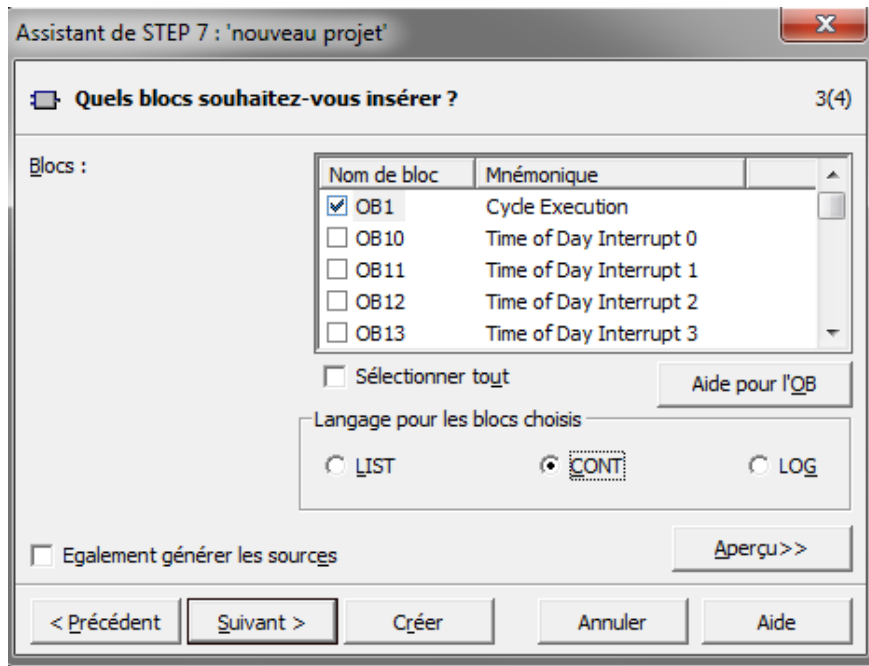 Assistant de STEP 7 : 'nouveau projet'
Quels blocs souhaitez-vous insérer ? 3(4)
Blocs :
Nom de bloc Mnémonique
OB1 Cycle Execution
OB10 Time of Day Interrupt 0
OB11 Time of Day Interrupt 1
OB12 Time of Day Interrupt 2
OB13 Time of Day Interrupt 3
Sélectionner tout
Aide pour l'OB
Langage pour les blocs choisis
LIST CONT LOG
Egalement générer les sources
Aperçu>>
< Précédent Suivant > Créer Annuler Aide